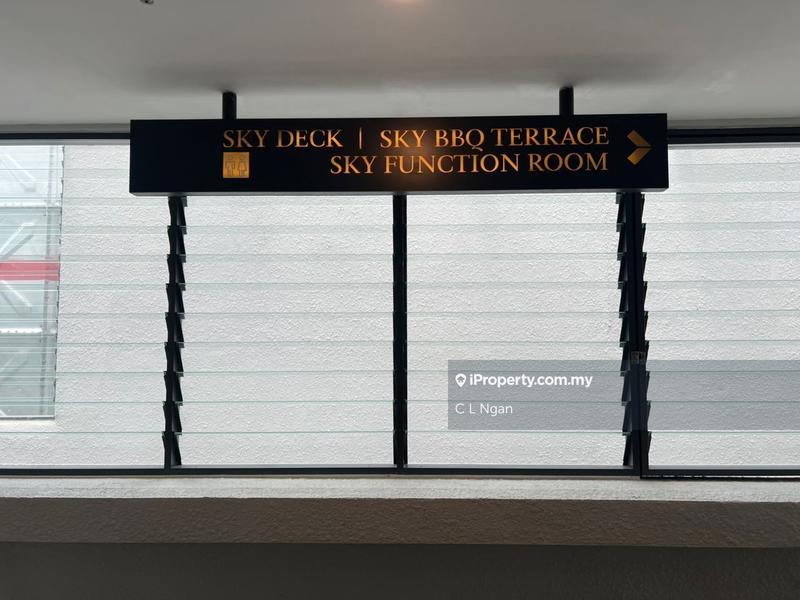 SKY DECK | SKY BBQ TERRACE
SKY FUNCTION ROOM
iProperty.com.my
C L Ngan